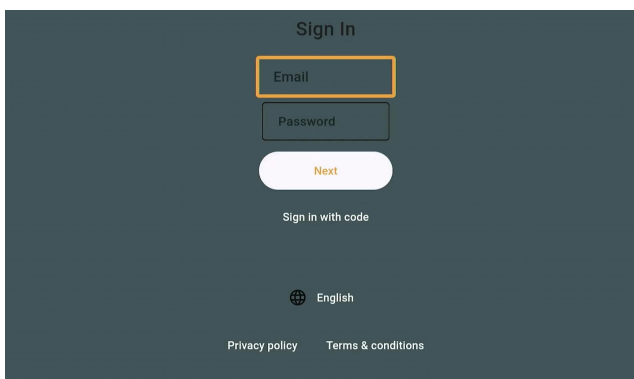 Sign In
Email
Password
Next
Sign in with code
English
Privacy policy Terms & conditions